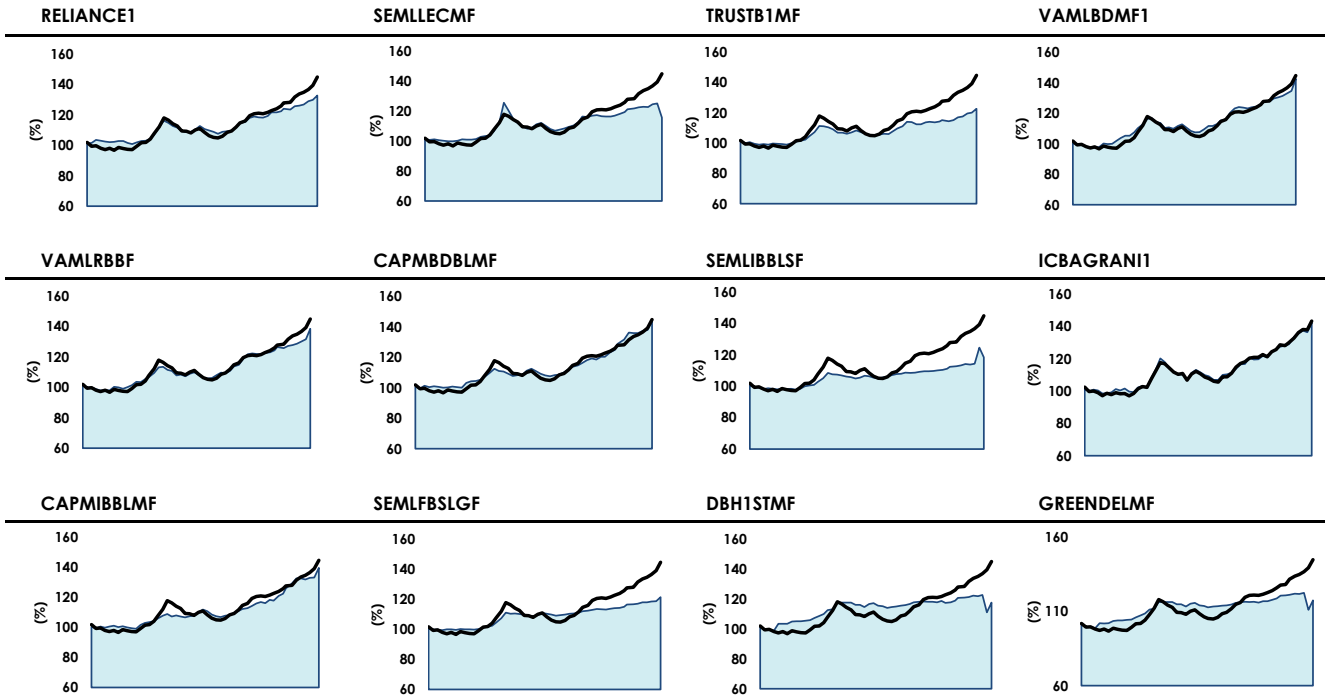 RELIANCE1 SEMLLECMF TRUSTB1MF VAMLBDMF1
160 160 160 160
140 140 140 140
120 120 120 120
(%) (%) (%) (%)
100 100 100 100
80 80 80 80
60 60 60 60
VAMLRBBF CAPMBDBLMF SEMLIBBLSF ICBAGRANI1
160 160 160 160
140 140 140 140
120 120 120 120
(%) (%) (%) (%)
100 100 100 100
80 80 80 80
60 60 60 60
CAPMIBBLMF SEMLFBSLGF DBH1STMF GREENDELMF
160 160 160 160
140 140 140
120 120 120 110
(%) (%) (%) (%)
100 100 100
80 80 80
60 60 60 60